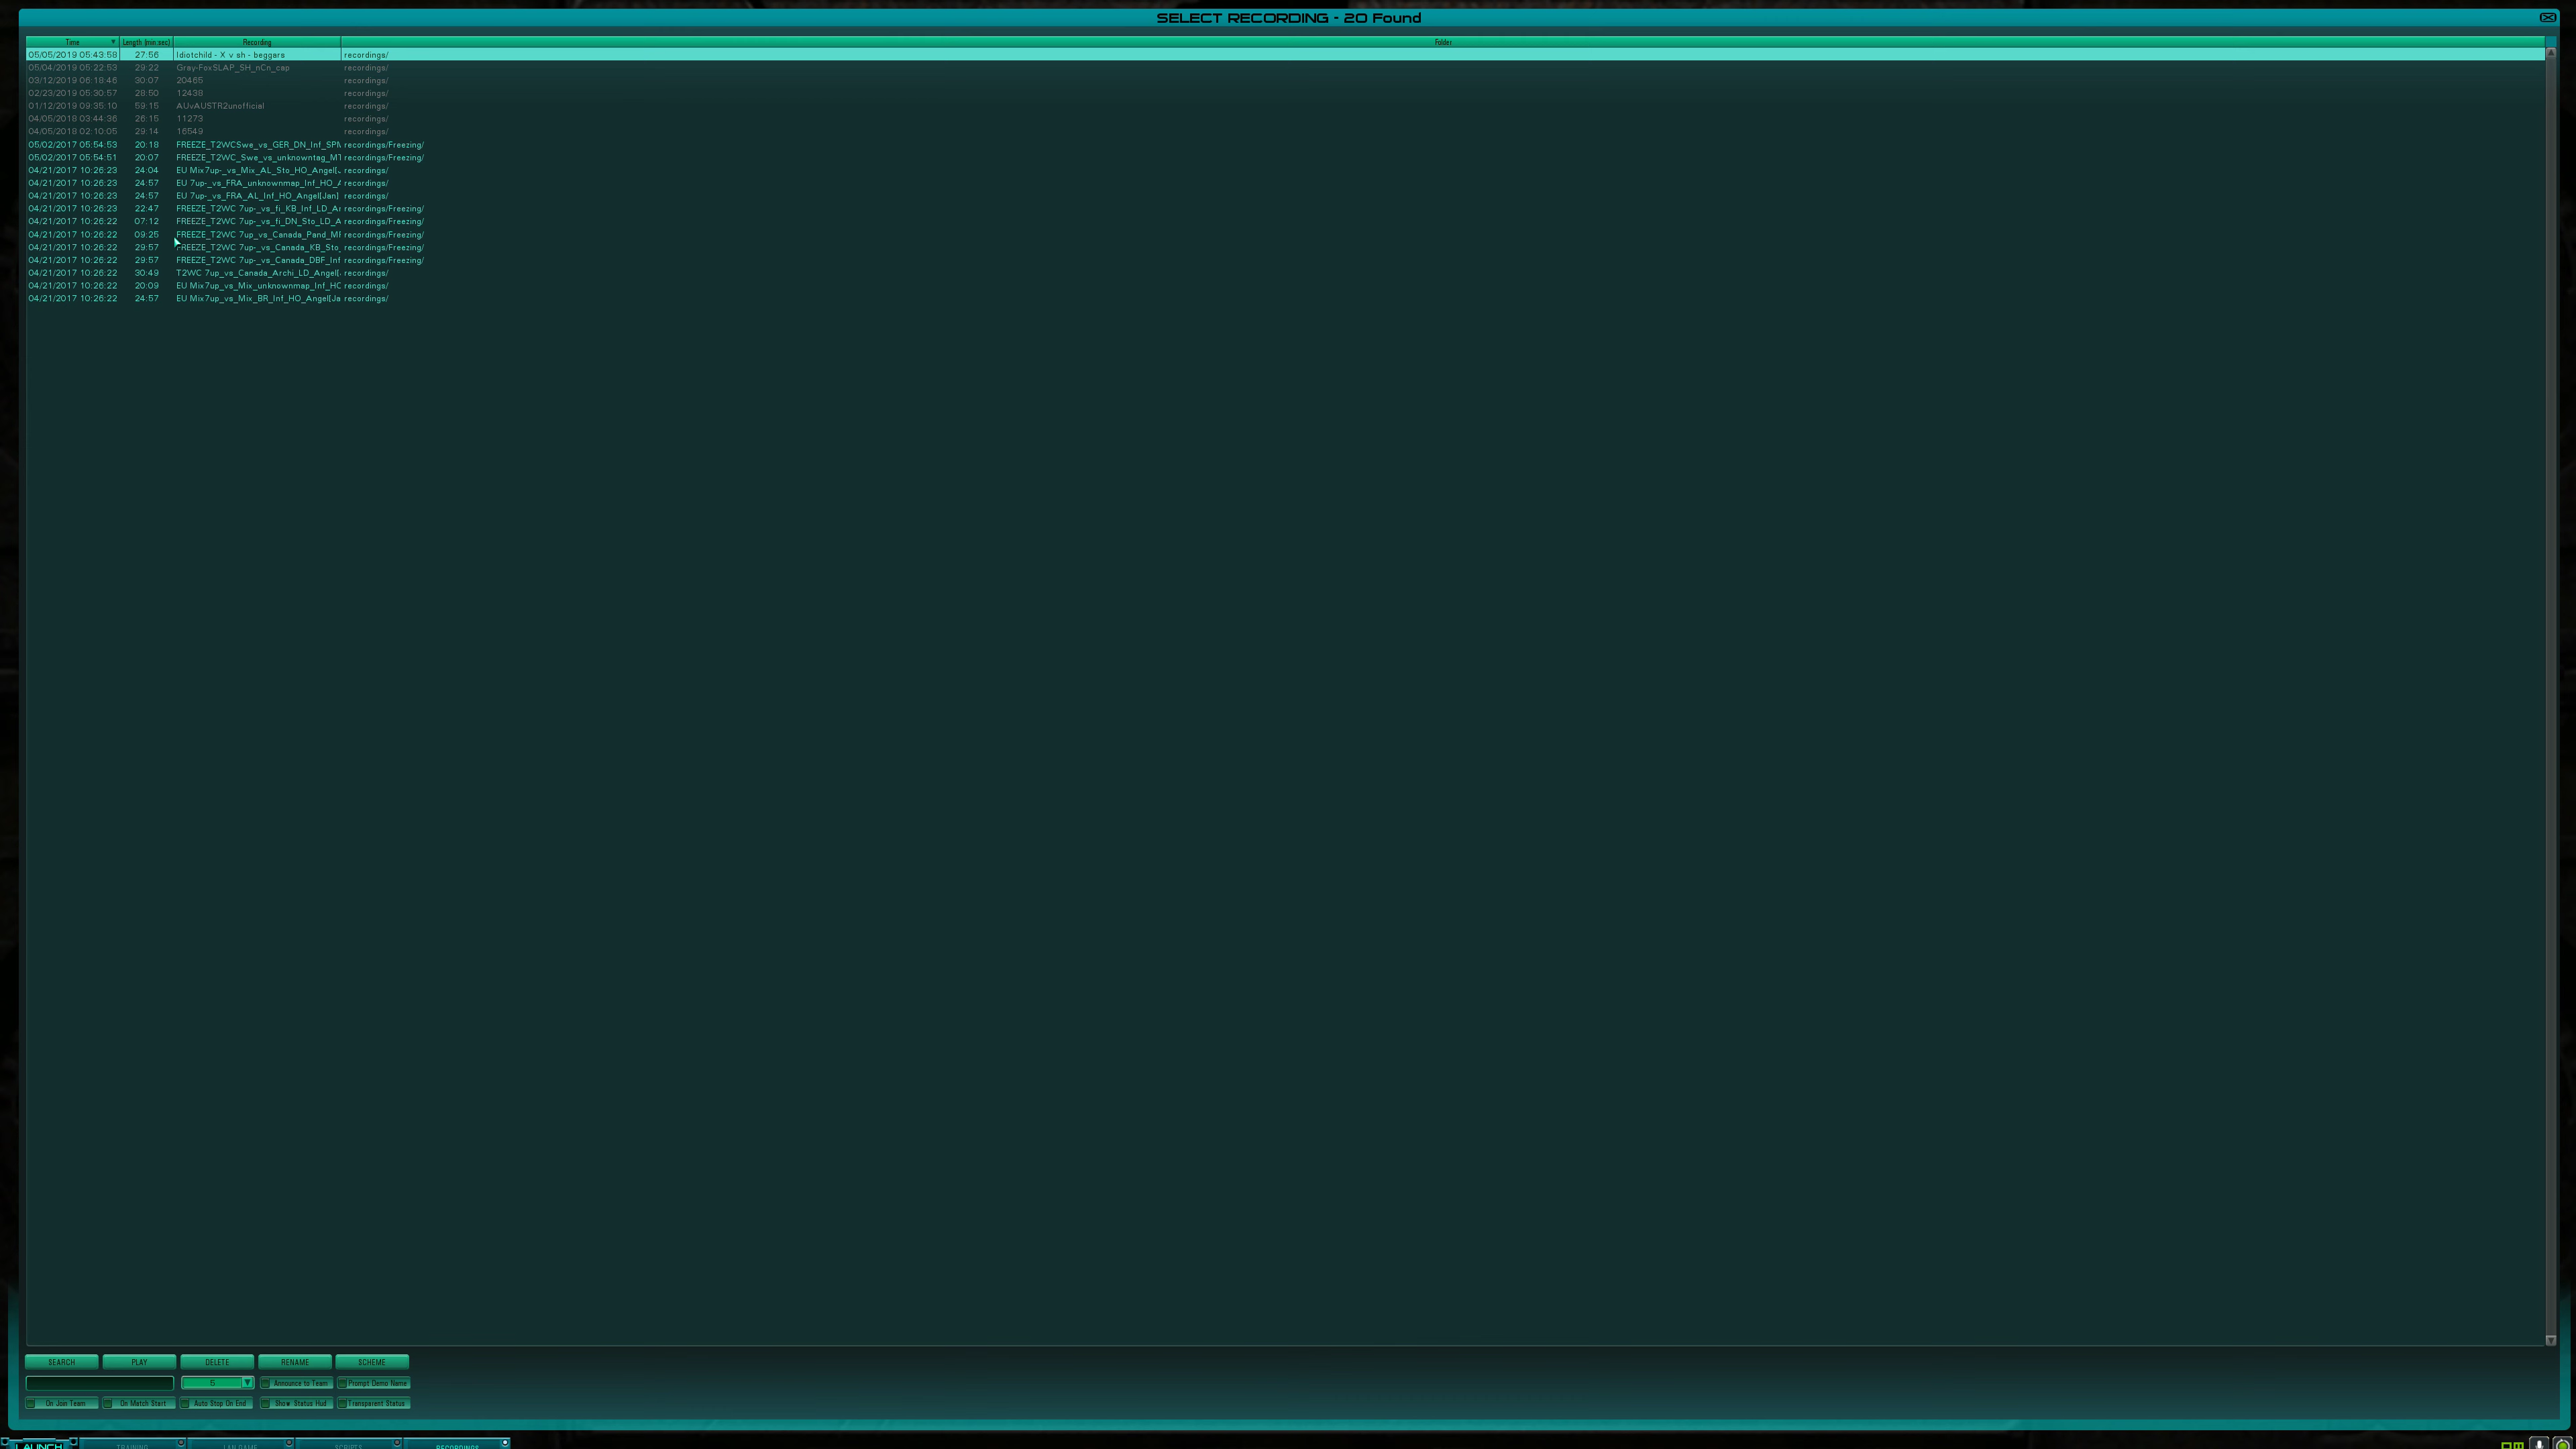 SELECT RECORDING - 20 Found
Time Length (min:sec) Recording Folder
05/05/2019 05:43:58 27:56 Idiotchild - X v sh - beggars recordings/
05/04/2019 05:22:53 29:22 Gray-FoxSLAP_SH_nCn_cap recordings/
03/12/2019 06:18:46 30:07 20465 recordings/
02/23/2019 05:30:57 28:50 12438 recordings/
01/12/2019 09:35:10 59:15 AUvAUSTR2unofficial recordings/
04/05/2018 03:44:36 26:15 11273 recordings/
04/05/2018 02:10:05 29:14 16549 recordings/
05/02/2017 05:54:53 20:18 FREEZE_T2WCSwe_vs_GER_DN_Inf_SPM recordings/Freezing/
05/02/2017 05:54:51 20:07 FREEZE_T2WC_Swe_vs_unknowntag_MT recordings/Freezing/
04/21/2017 10:26:23 24:04 EU Mix7up-_vs_Mix_AL_Sto_HO_Angel[. recordings/
04/21/2017 10:26:23 24:57 EU 7up-_vs_FRA_unknownmap_Inf_HO_A recordings/
04/21/2017 10:26:23 24:57 EU 7up-_vs_FRA_AL_Inf_HO_Angel[Jan] recordings/
04/21/2017 10:26:23 22:47 FREEZE_T2WC 7up-_vs_fi_KB_Inf_LD_Ar recordings/Freezing/
04/21/2017 10:26:22 07:12 FREEZE_T2WC 7up-_vs_fi_DN_Sto_LD_A recordings/Freezing/
04/21/2017 10:26:22 09:25 FREEZE_T2WC 7up_vs_Canada_Pand_MI recordings/Freezing/
04/21/2017 10:26:22 29:57 FREEZE_T2WC 7up-_vs_Canada_KB_Sto_ recordings/Freezing/
04/21/2017 10:26:22 29:57 FREEZE_T2WC 7up-_vs_Canada_DBF_Inf recordings/Freezing/
04/21/2017 10:26:22 30:49 T2WC 7up_vs_Canada_Archi_LD_Angel[. recordings/
04/21/2017 10:26:22 20:09 EU Mix7up_vs_Mix_unknownmap_Inf_HO recordings/
04/21/2017 10:26:22 24:57 EU Mix7up_vs_Mix_BR_Inf_HO_Angel[Ja recordings/
SEARCH PLAY DELETE RENAME SCHEME
5 Announce to Team Prompt Demo Name
On Join Team On Match Start Auto Stop On End Show Status Hud Transparent Status
LAUNCH TRAINING LAN GAME SCRIPTS RECORDINGS